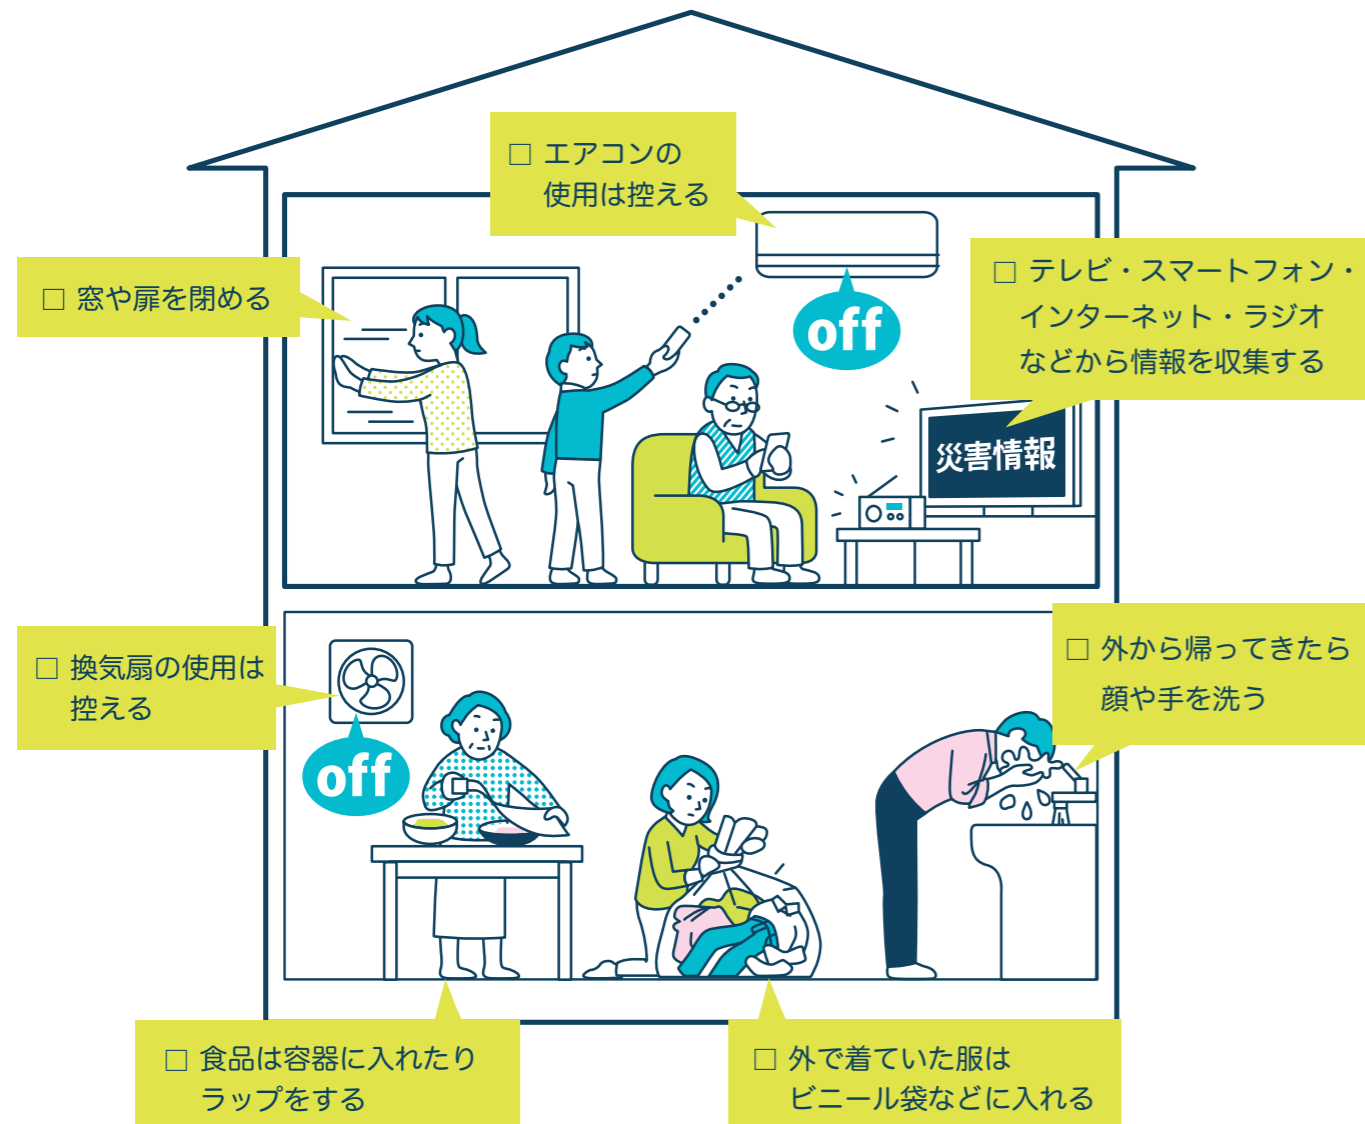 □ エアコンの
使用は控える
□ 窓や扉を閉める
□ テレビ・スマートフォン・
インターネット・ラジオ
などから情報を収集する
off
災害情報
□ 換気扇の使用は
控える
off
□ 外から帰ってきたら
顔や手を洗う
□ 食品は容器に入れたり
ラップをする
□ 外で着ていた服は
ビニール袋などに入れる